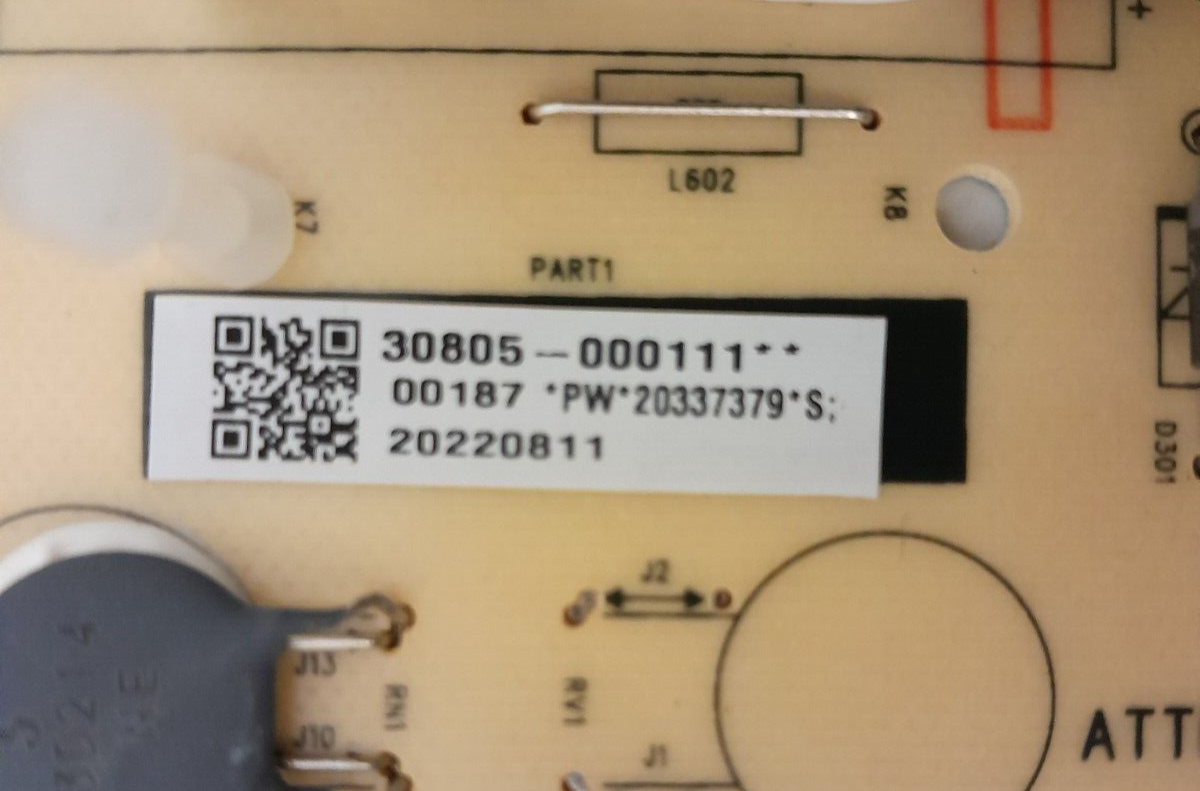 +
L602
K7
K8
PART1
30805-000111**
00187 *PW*20337379*S;
20220811
D301
J2
J13
RN1
RV1
J10
J1
ATT